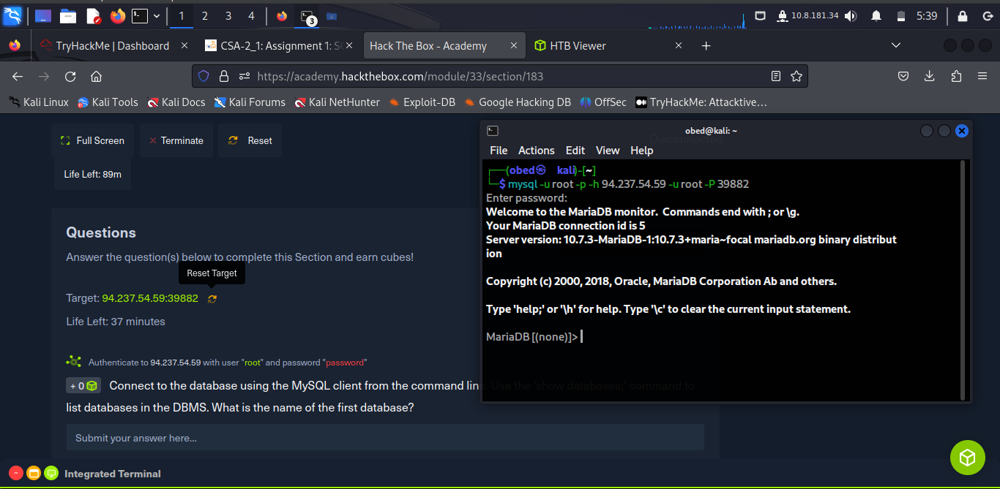 1 2 3 4 3 10.8.181.34 5:39
TryHackMe | Dashboard CSA-2_1: Assignment 1: SC Hack The Box - Academy HTB Viewer
https://academy.hackthebox.com/module/33/section/183
Kali Linux Kali Tools Kali Docs Kali Forums Kali NetHunter Exploit-DB Google Hacking DB OffSec TryHackMe: Attacktive…
Full Screen Terminate Reset
Life Left: 89m
Questions
Answer the question(s) below to complete this Section and earn cubes!
Reset Target
Target: 94.237.54.59:39882
Life Left: 37 minutes
Authenticate to 94.237.54.59 with user "root" and password "password"
+ 0 Connect to the database using the MySQL client from the command line. Use the 'show databases;' command to
list databases in the DBMS. What is the name of the first database?
Submit your answer here...
Integrated Terminal
Disconnected
obed@kali: ~
File Actions Edit View Help
┌──(obed㉿ kali)-[~]
└─$ mysql -u root -p -h 94.237.54.59 -u root -P 39882
Enter password:
Welcome to the MariaDB monitor. Commands end with ; or \g.
Your MariaDB connection id is 5
Server version: 10.7.3-MariaDB-1:10.7.3+maria~focal mariadb.org binary distribut
ion
Copyright (c) 2000, 2018, Oracle, MariaDB Corporation Ab and others.
Type 'help;' or '\h' for help. Type '\c' to clear the current input statement.
MariaDB [(none)]>